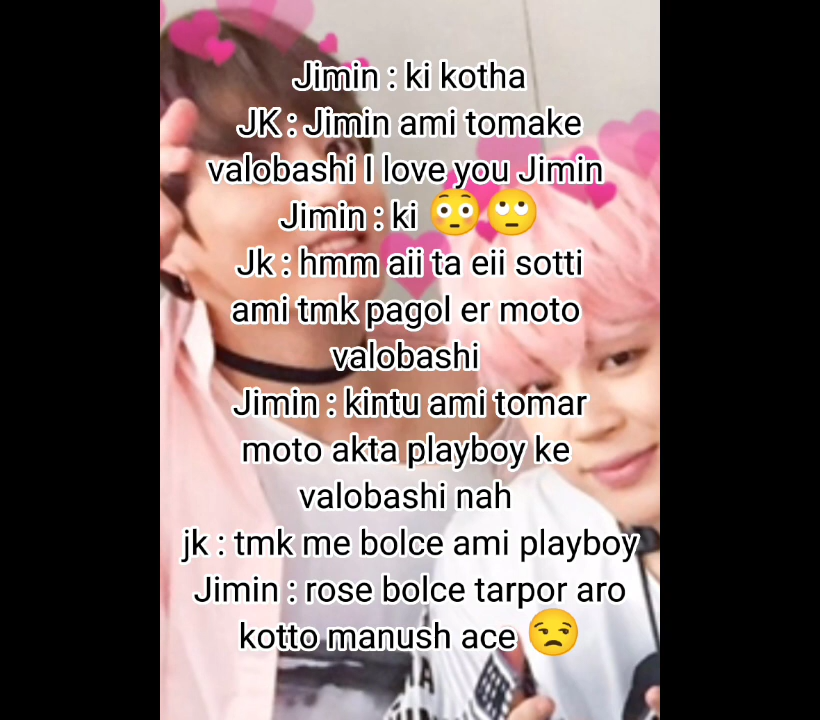 Jimin : ki kotha
JK : Jimin ami tomake
valobashi I love you Jimin
Jimin : ki 😳🙄
Jk : hmm aii ta eii sotti
ami tmk pagol er moto
valobashi
Jimin : kintu ami tomar
moto akta playboy ke
valobashi nah
jk : tmk me bolce ami playboy
Jimin : rose bolce tarpor aro
kotto manush ace 😒